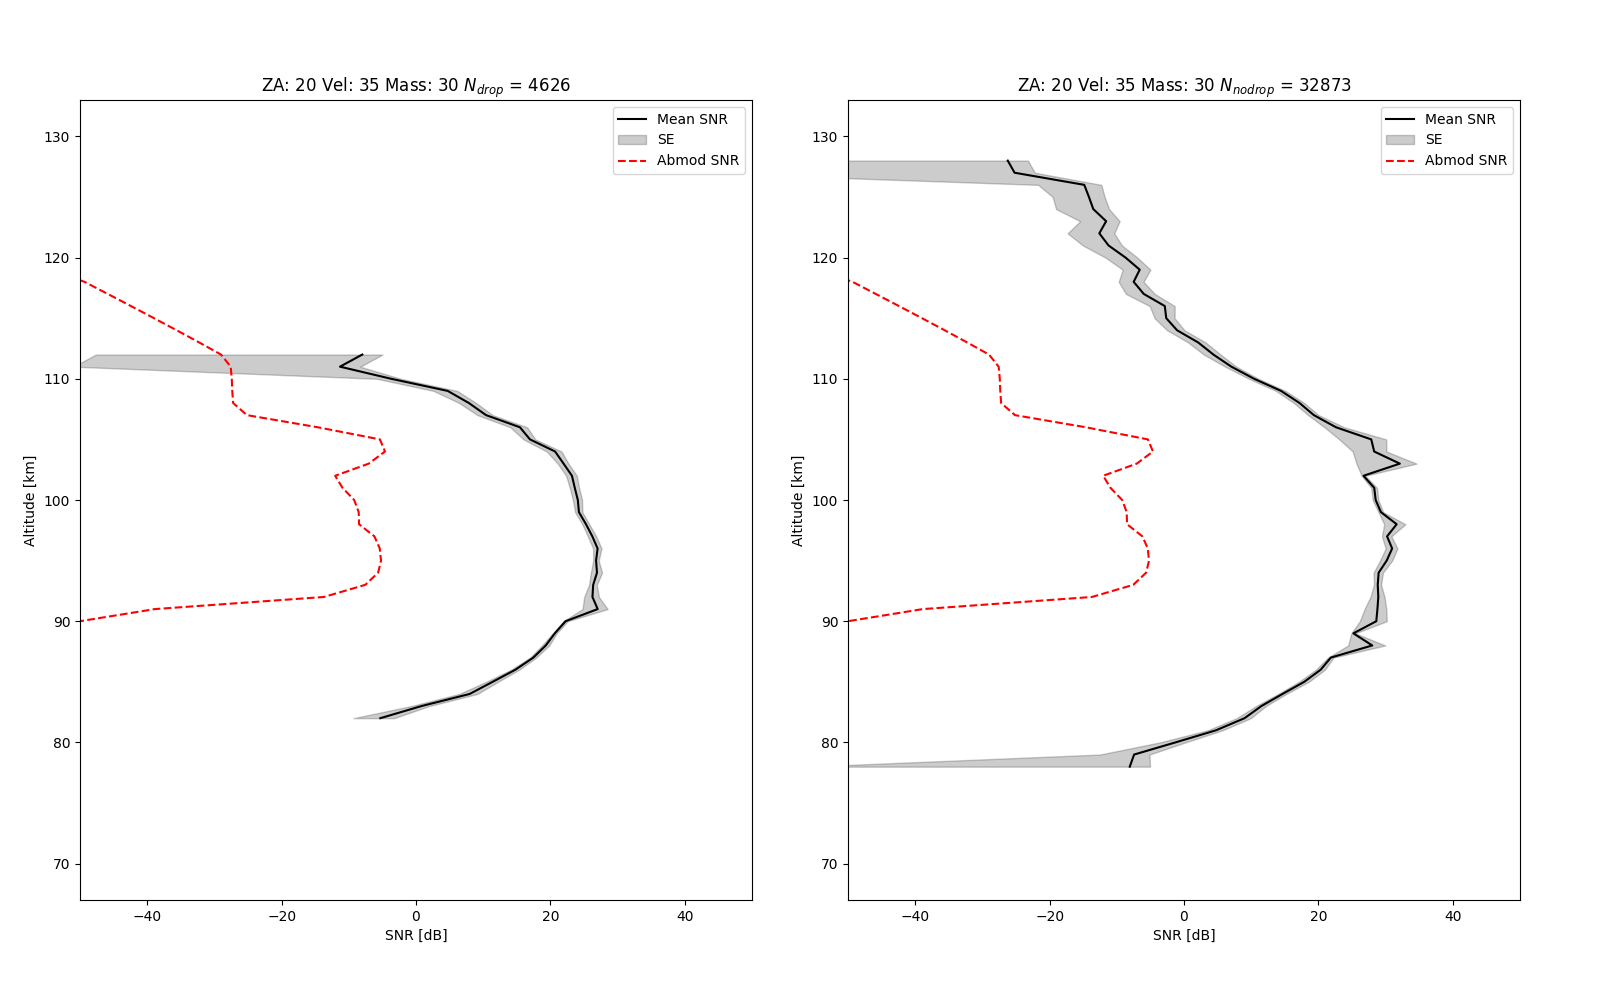 ZA: 20 Vel: 35 Mass: 30 N_drop = 4626
Mean SNR
SE
Abmod SNR
130
120
110
100
90
80
70
Altitude [km]
−40 −20 0 20 40
SNR [dB]
ZA: 20 Vel: 35 Mass: 30 N_nodrop = 32873
Mean SNR
SE
Abmod SNR
130
120
110
100
90
80
70
Altitude [km]
−40 −20 0 20 40
SNR [dB]